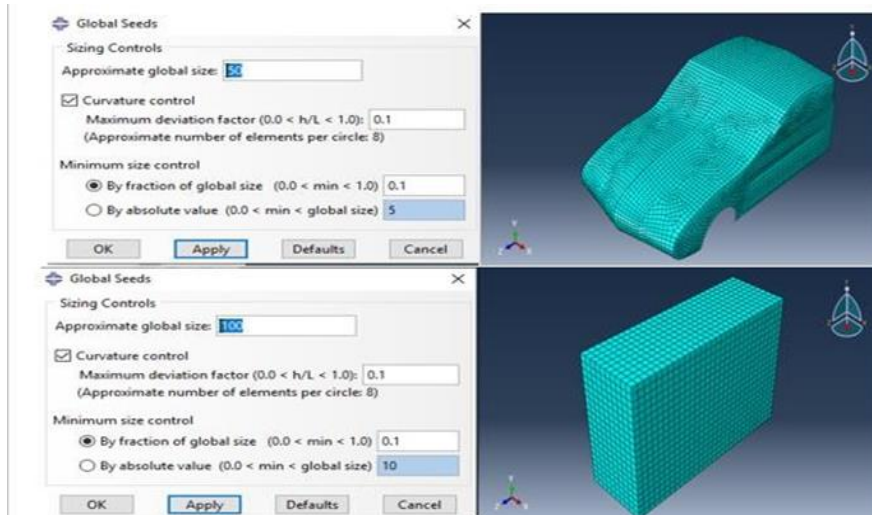 Global Seeds
Sizing Controls
Approximate global size: 50
Curvature control
Maximum deviation factor (0.0 < h/L < 1.0): 0.1
(Approximate number of elements per circle: 8)
Minimum size control
By fraction of global size (0.0 < min < 1.0) 0.1
By absolute value (0.0 < min < global size) 5
OK Apply Defaults Cancel
Global Seeds
Sizing Controls
Approximate global size: 100
Curvature control
Maximum deviation factor (0.0 < h/L < 1.0): 0.1
(Approximate number of elements per circle: 8)
Minimum size control
By fraction of global size (0.0 < min < 1.0) 0.1
By absolute value (0.0 < min < global size) 10
OK Apply Defaults Cancel